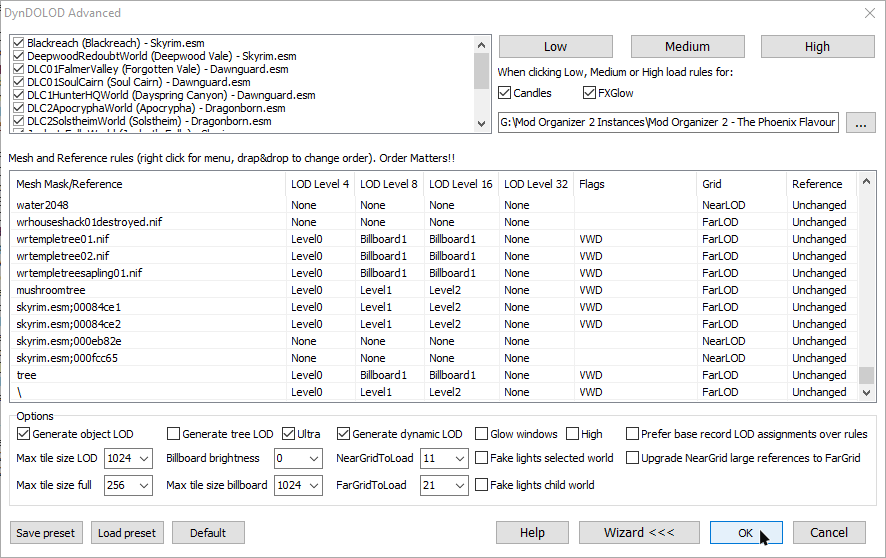 DynDOLOD Advanced
Blackreach (Blackreach) - Skyrim.esm
DeepwoodRedoubtWorld (Deepwood Vale) - Skyrim.esm
DLC01FalmerValley (Forgotten Vale) - Dawnguard.esm
DLC01SoulCairn (Soul Cairn) - Dawnguard.esm
DLC1HunterHQWorld (Dayspring Canyon) - Dawnguard.esm
DLC2ApocryphaWorld (Apocrypha) - Dragonborn.esm
DLC2SolstheimWorld (Solstheim) - Dragonborn.esm
Low Medium High
When clicking Low, Medium or High load rules for:
Candles FXGlow
G:\Mod Organizer 2 Instances\Mod Organizer 2 - The Phoenix Flavour ...
Mesh and Reference rules (right click for menu, drap&drop to change order). Order Matters!!
Mesh Mask/Reference LOD Level 4 LOD Level 8 LOD Level 16 LOD Level 32 Flags Grid Reference
water2048 None None None None NearLOD Unchanged
wrhouseshack01destroyed.nif None None None None FarLOD Unchanged
wrtempletree01.nif Level0 Billboard1 Billboard1 None VWD FarLOD Unchanged
wrtempletree02.nif Level0 Billboard1 Billboard1 None VWD FarLOD Unchanged
wrtempletreesapling01.nif Level0 Billboard1 Billboard1 None VWD FarLOD Unchanged
mushroomtree Level0 Level1 Level2 None VWD FarLOD Unchanged
skyrim.esm;00084ce1 Level0 Level1 Level2 None VWD FarLOD Unchanged
skyrim.esm;00084ce2 Level0 Level1 Level2 None VWD FarLOD Unchanged
skyrim.esm;000eb82e None None None None NearLOD Unchanged
skyrim.esm;000fcc65 None None None None NearLOD Unchanged
tree Level0 Billboard1 Billboard1 None VWD FarLOD Unchanged
\ Level0 Level1 Level2 None VWD FarLOD Unchanged
Options
Generate object LOD Generate tree LOD Ultra Generate dynamic LOD Glow windows High Prefer base record LOD assignments over rules
Max tile size LOD 1024 Billboard brightness 0 NearGridToLoad 11 Fake lights selected world Upgrade NearGrid large references to FarGrid
Max tile size full 256 Max tile size billboard 1024 FarGridToLoad 21 Fake lights child world
Save preset Load preset Default Help Wizard <<< OK Cancel